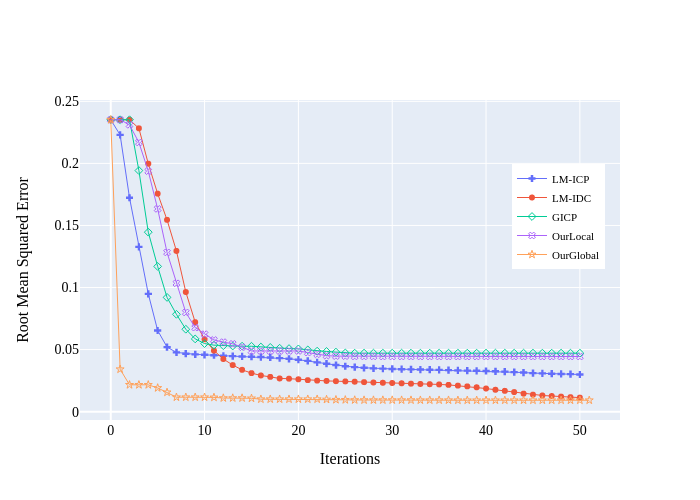 0.25
0.2
0.15
0.1
0.05
0
Root Mean Squared Error
0
10
20
30
40
50
Iterations
LM-ICP
LM-IDC
GICP
OurLocal
OurGlobal